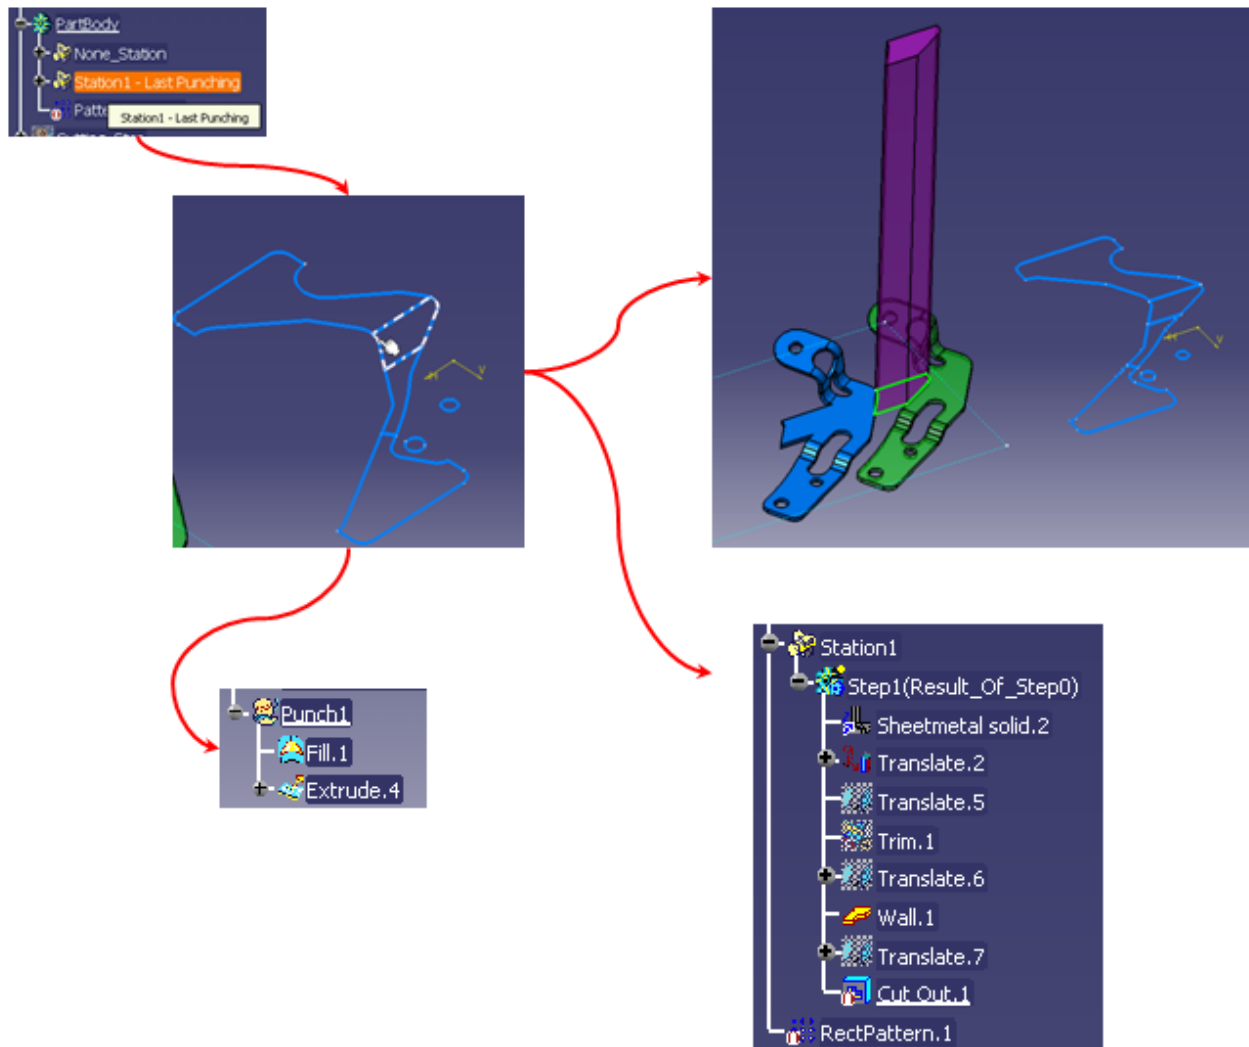 PartBody
None_Station
Station1 - Last Punching
Patte
Station1 - Last Punching
H
V
H
V
Punch1
Fill.1
Extrude.4
Station1
Step1(Result_Of_Step0)
Sheetmetal solid.2
Translate.2
Translate.5
Trim.1
Translate.6
Wall.1
Translate.7
Cut Out.1
RectPattern.1